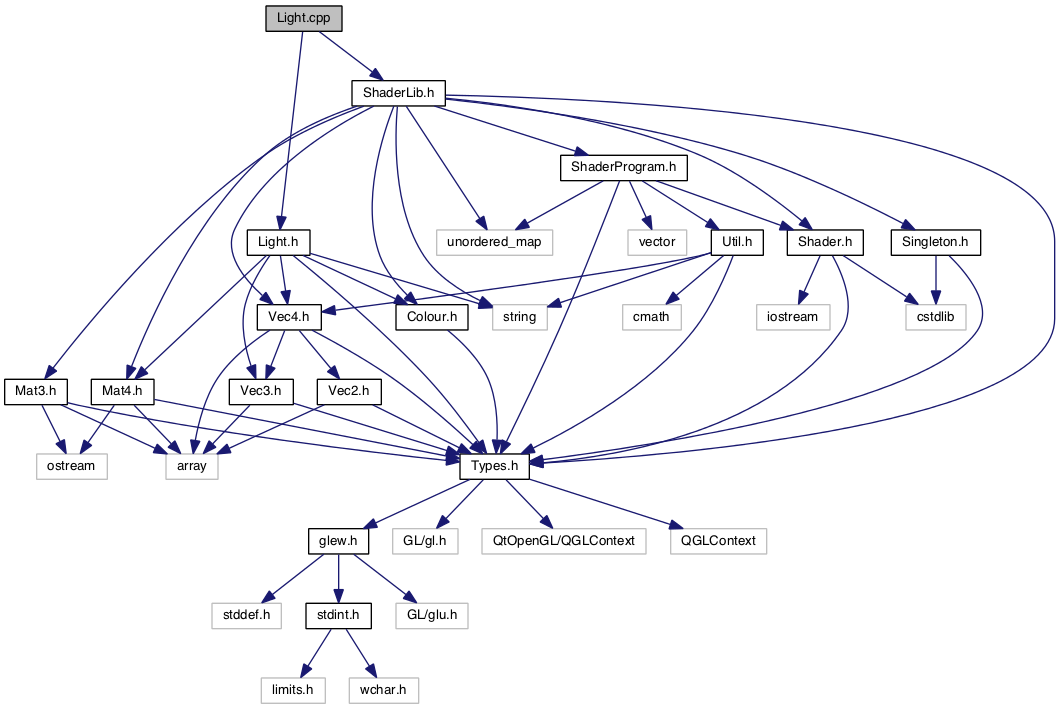 Light.cpp
ShaderLib.h
ShaderProgram.h
Light.h
unordered_map
vector
Util.h
Shader.h
Singleton.h
Vec4.h
Colour.h
string
cmath
iostream
cstdlib
Mat3.h
Mat4.h
Vec3.h
Vec2.h
ostream
array
Types.h
glew.h
GL/gl.h
QtOpenGL/QGLContext
QGLContext
stddef.h
stdint.h
GL/glu.h
limits.h
wchar.h